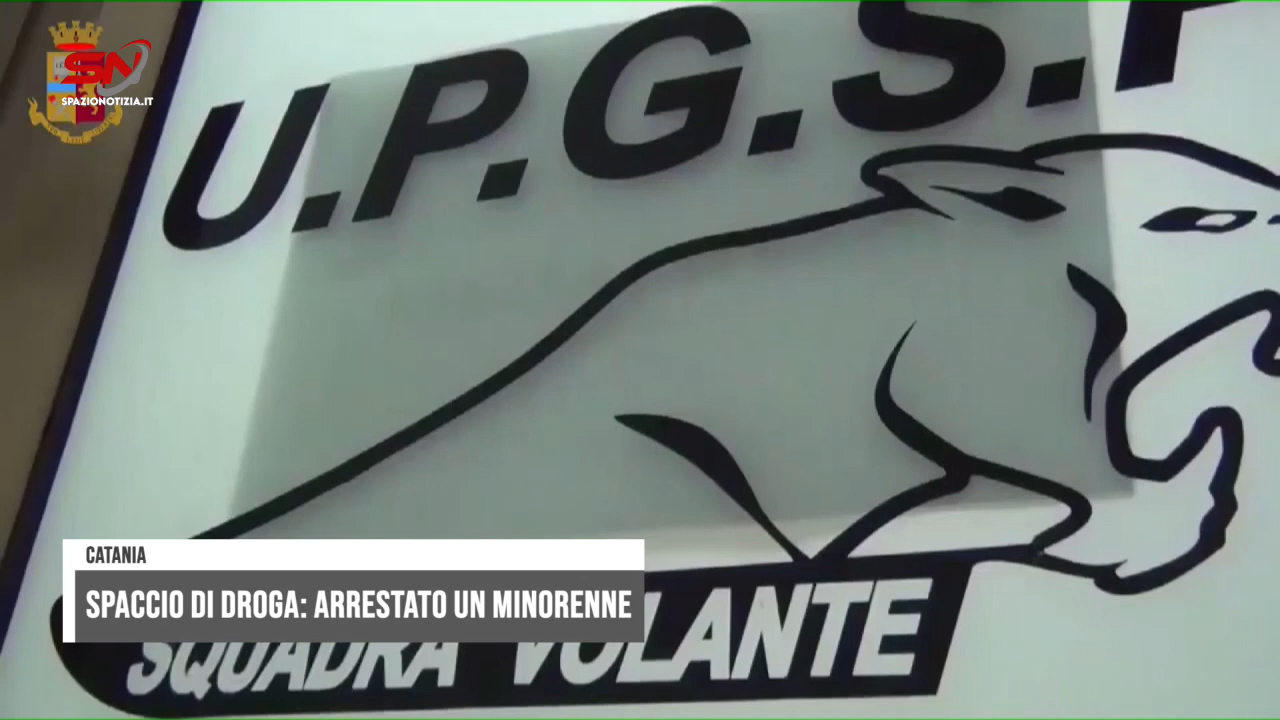 SN
SPAZIONOTIZIA.IT
U.P.G.S.P
CATANIA
SPACCIO DI DROGA: ARRESTATO UN MINORENNE
SQUADRA VOLANTE